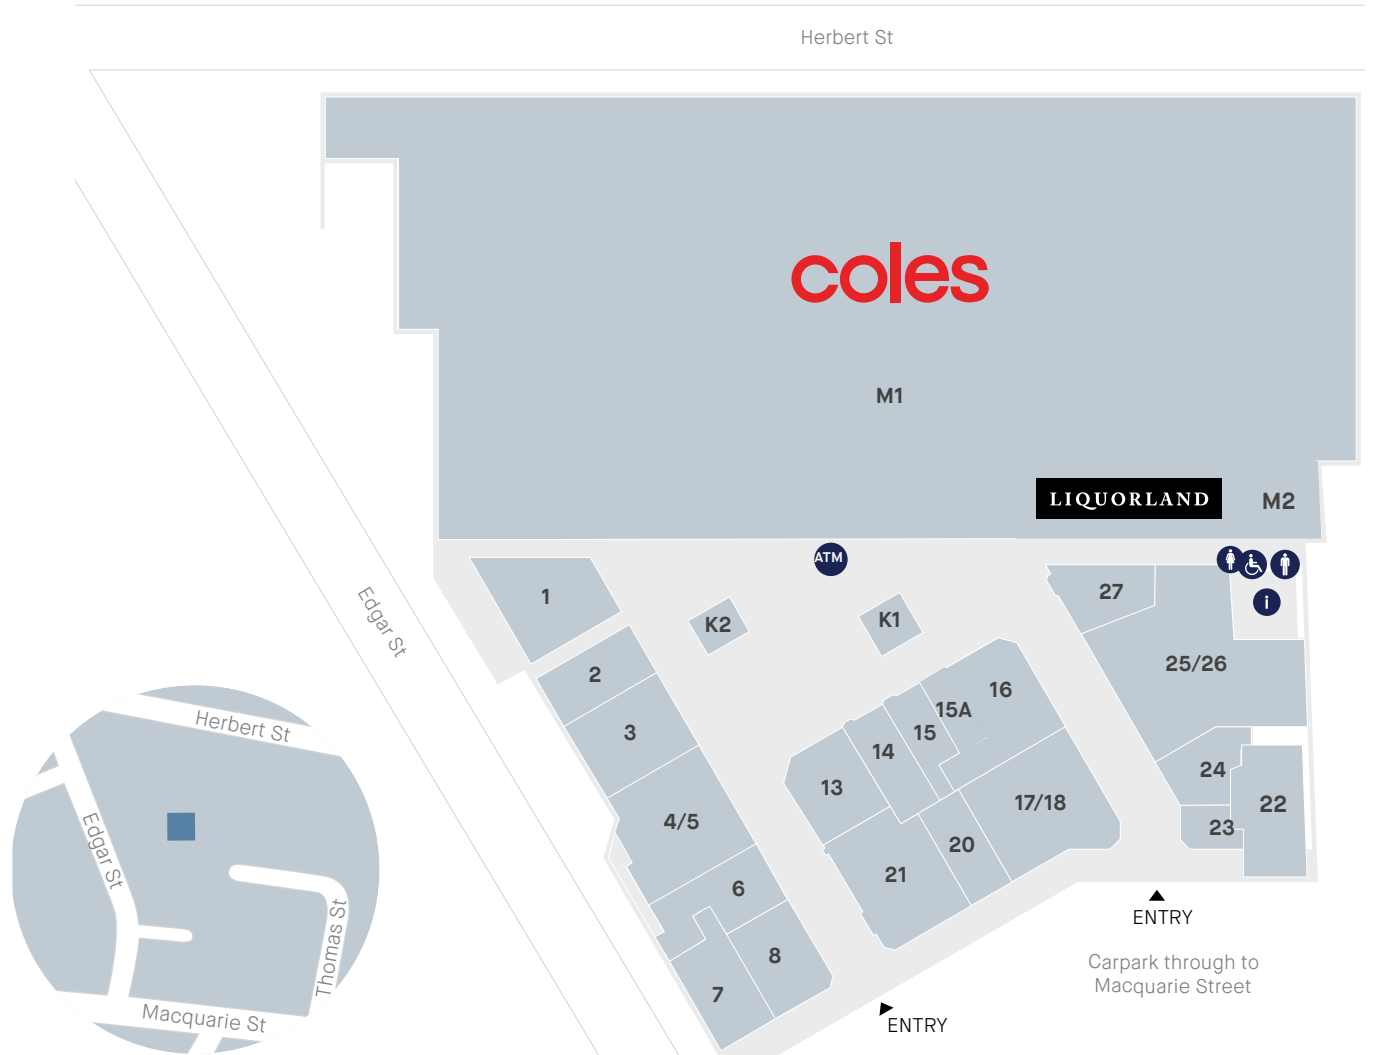 Herbert St
coles
M1
LIQUORLAND
M2
ATM
i
1
K2
K1
27
2
25/26
3
16
15A
15
14
13
24
4/5
17/18
22
23
20
21
6
8
7
Edgar St
ENTRY
Carpark through to
Macquarie Street
ENTRY
Herbert St
Edgar St
Thomas St
Macquarie St